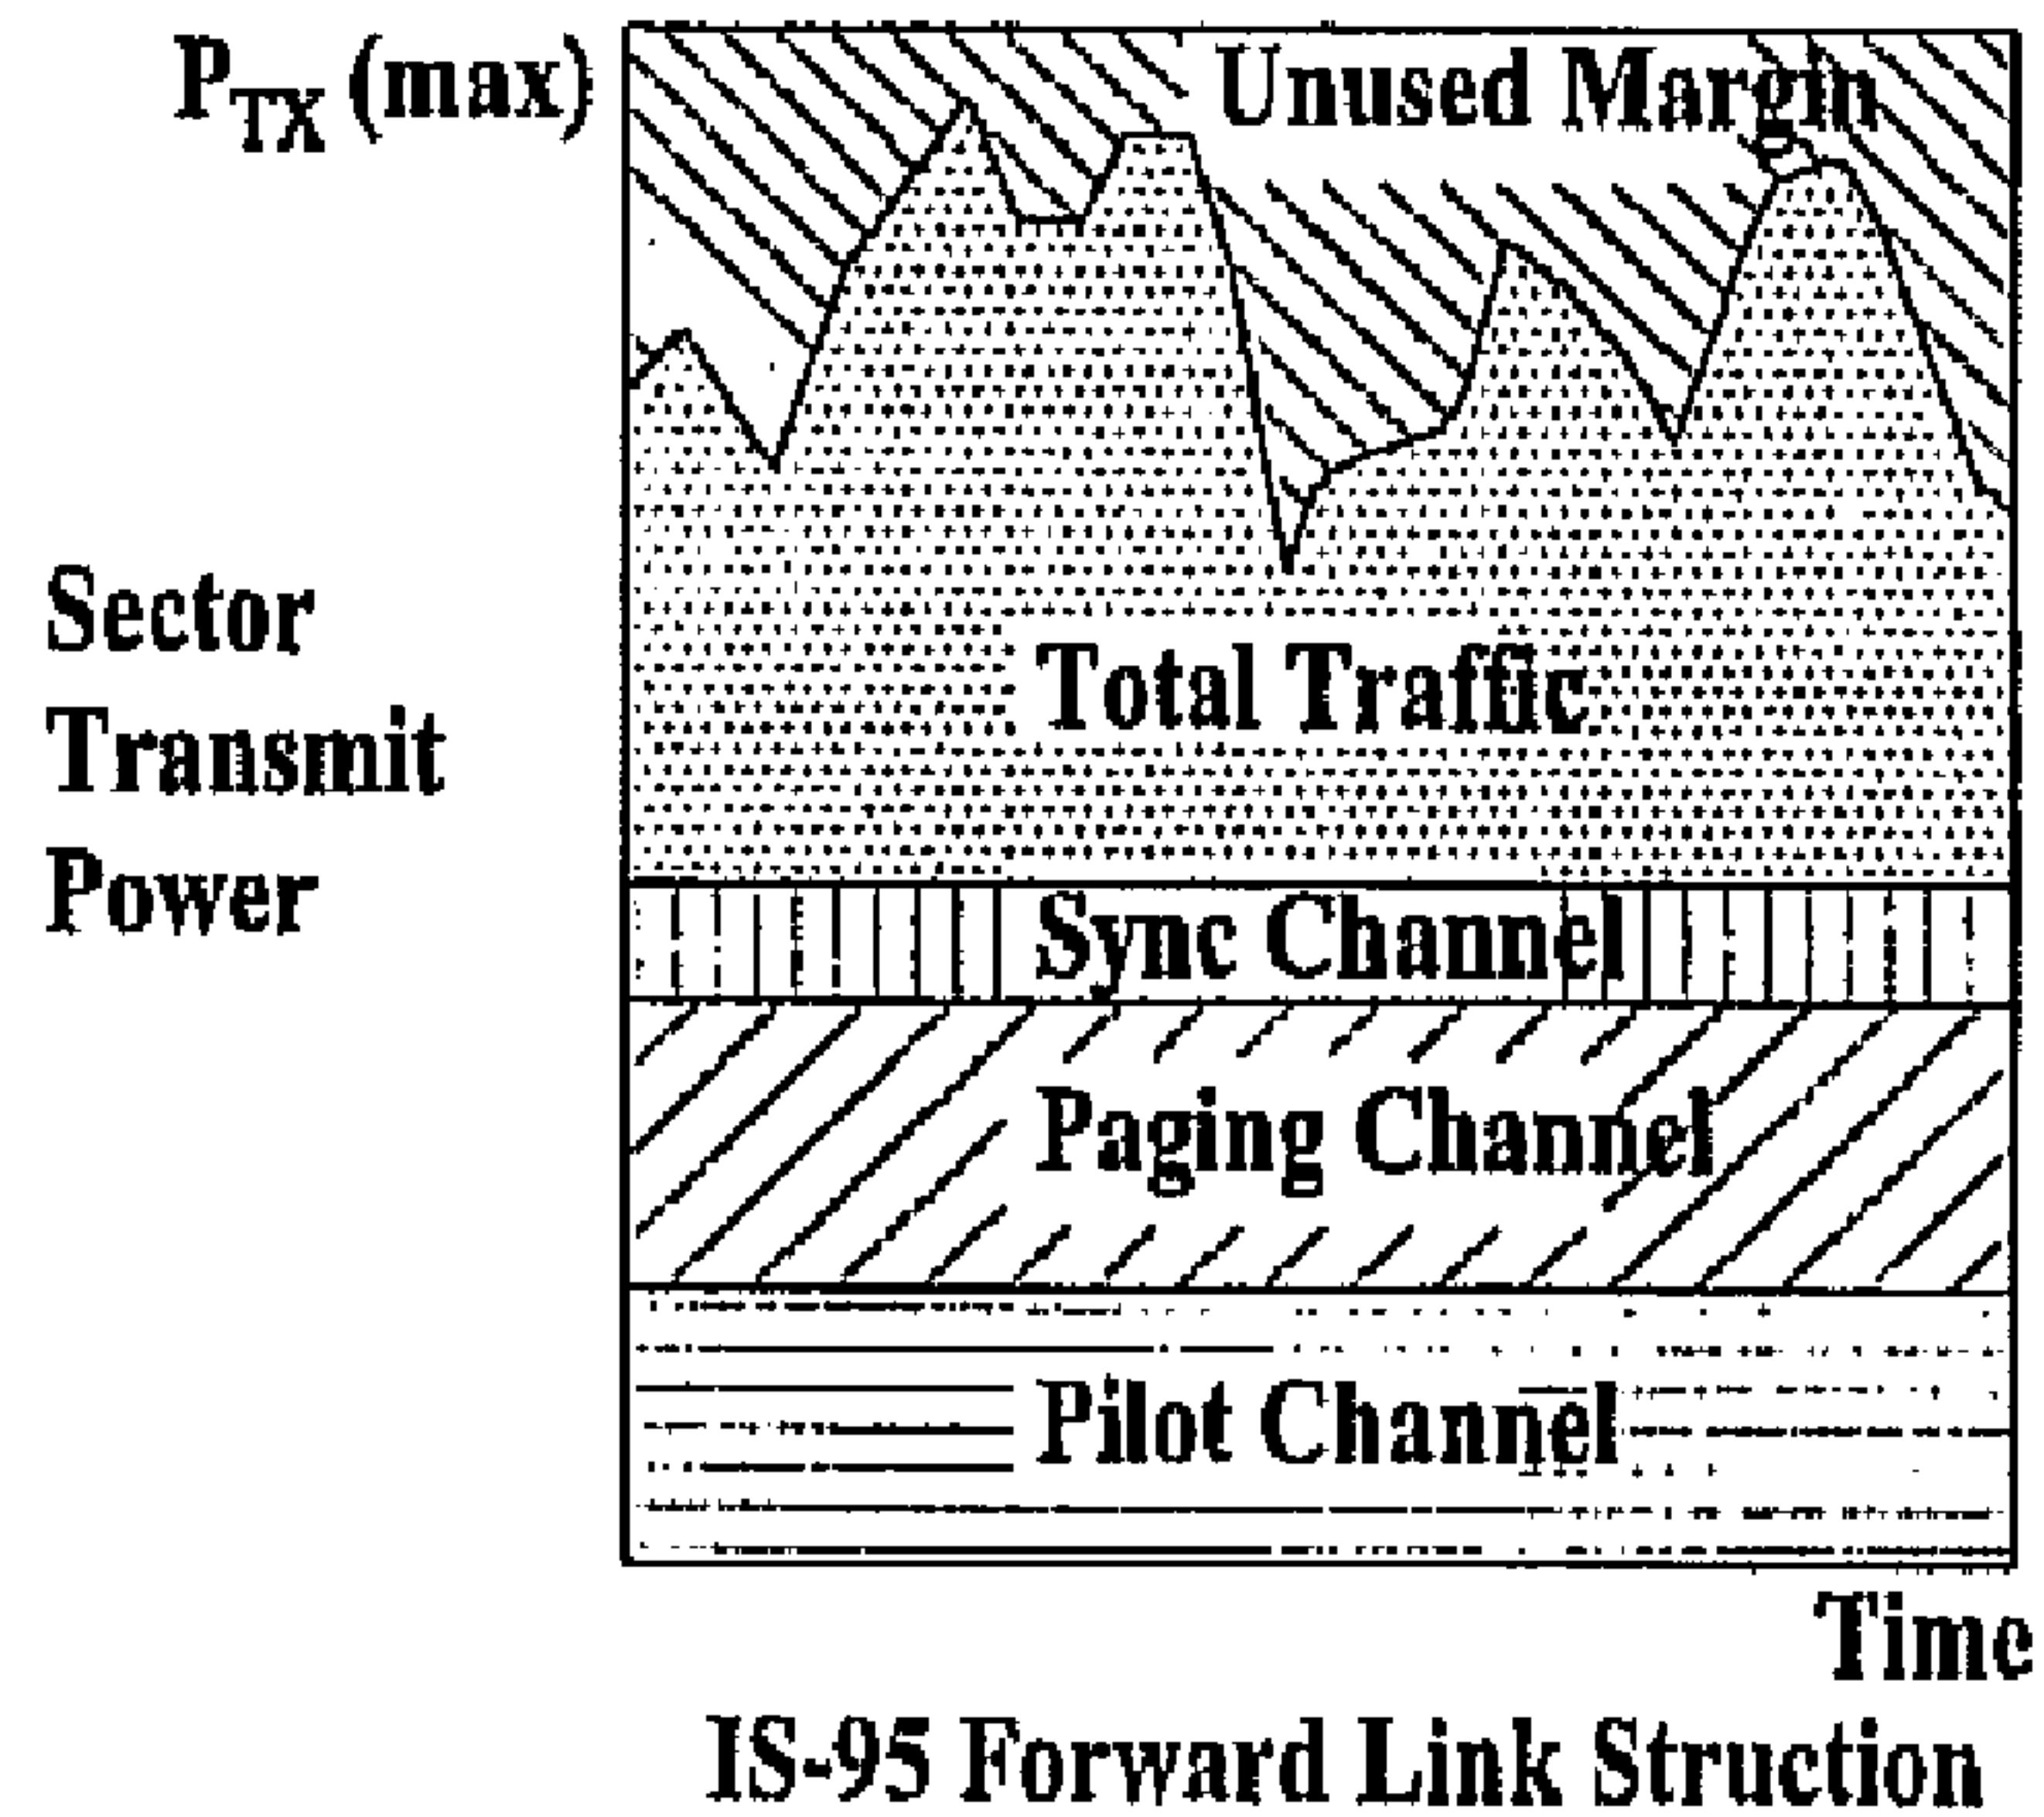 P_TX (max)
Unused Margin
Sector
Transmit
Power
Total Traffic
Sync Channel
Paging Channel
Pilot Channel
Time
IS-95 Forward Link Struction